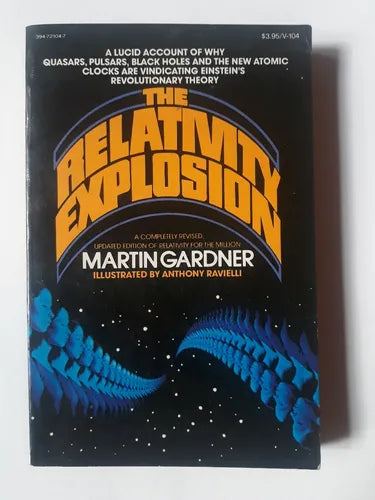 394-72104-7
$3.95/V-104
A LUCID ACCOUNT OF WHY
QUASARS, PULSARS, BLACK HOLES AND THE NEW ATOMIC
CLOCKS ARE VINDICATING EINSTEIN'S
REVOLUTIONARY THEORY
THE
RELATIVITY
EXPLOSION
A COMPLETELY REVISED,
UPDATED EDITION OF RELATIVITY FOR THE MILLION
MARTIN GARDNER
ILLUSTRATED BY ANTHONY RAVIELLI